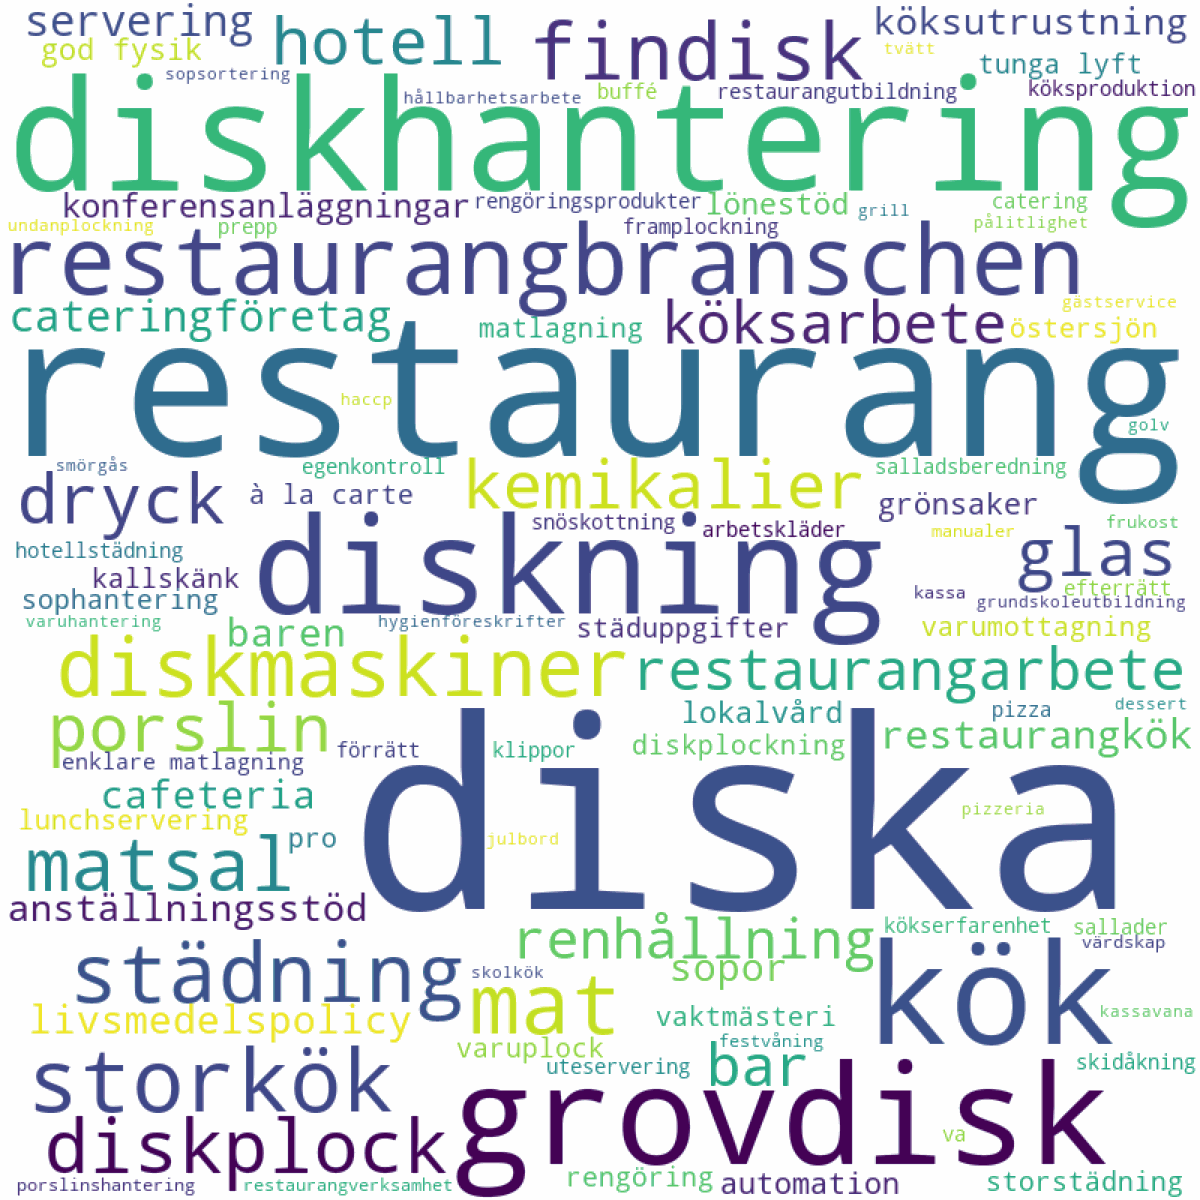 servering
hotell
findisk
köksutrustning
god fysik
tvätt
sopsortering
tunga lyft
hållbarhetsarbete
buffé
restaurangutbildning
köksproduktion
diskhantering
konferensanläggningar
rengöringsprodukter
lönestöd
grill
catering
undanplockning
prepp
framplockning
pålitlighet
restaurangbranschen
cateringföretag
matlagning
köksarbete
östersjön
gästservice
restaurang
haccp
golv
smörgås
egenkontroll
kemikalier
salladsberedning
dryck
à la carte
grönsaker
snöskottning
arbetskläder
manualer
frukost
diskning
glas
hotellstädning
kallskänk
kassa
efterrätt
sophantering
grundskoleutbildning
varuhantering
baren
hygienföreskrifter
städuppgifter
varumottagning
diskmaskiner
restaurangarbete
porslin
lokalvård
pizza
dessert
förrätt
klippor
diskplockning
restaurangkök
enklare matlagning
diska
cafeteria
pizzeria
lunchservering
pro
julbord
matsal
anställningsstöd
renhållning
kökserfarenhet
sallader
värdskap
städning
skolkök
sopor
kök
mat
livsmedelspolicy
vaktmästeri
kassavana
varuplock
festvåning
storkök
uteservering
bar
skidåkning
grovdisk
diskplock
va
porslinshantering
restaurangverksamhet
rengöring
automation
storstädning